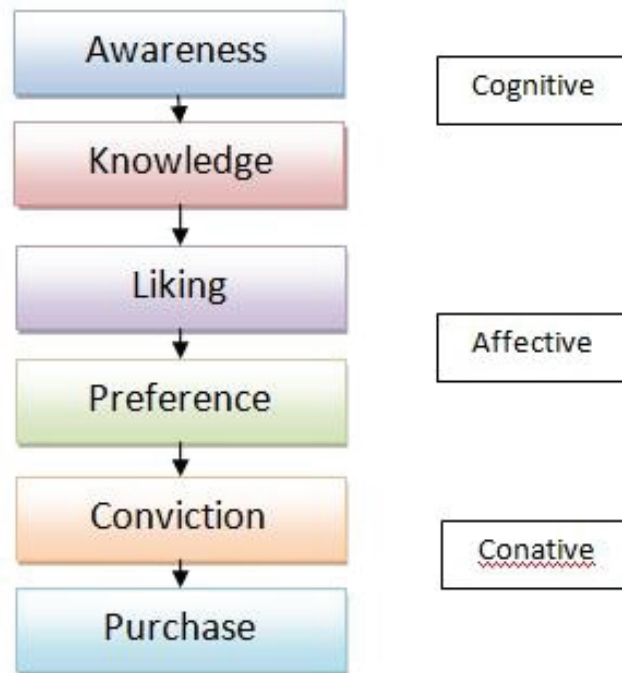 Awareness
Cognitive
Knowledge
Liking
Affective
Preference
Conviction
Conative
Purchase